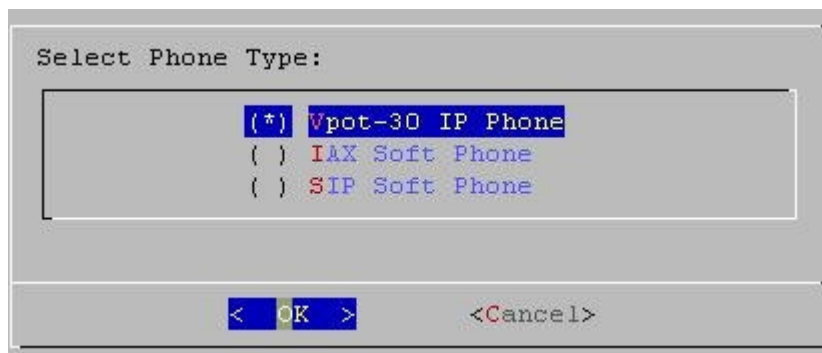 Select Phone Type:
(*) Vpot-30 IP Phone
( ) IAX Soft Phone
( ) SIP Soft Phone
< OK > <Cancel>